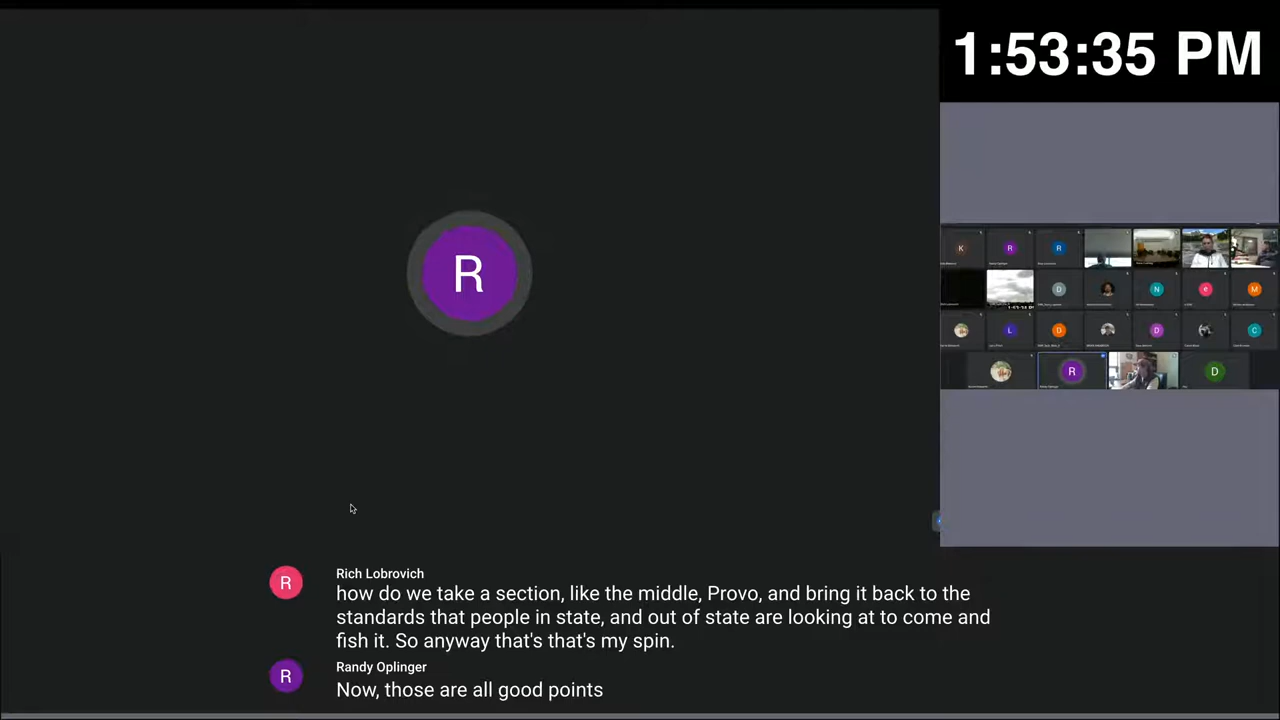 1:53:35 PM
R
K
R
R
D
N
e
M
L
D
D
C
R
D
R
Rich Lobrovich
how do we take a section, like the middle, Provo, and bring it back to the
standards that people in state, and out of state are looking at to come and
fish it. So anyway that's that's my spin.
R
Randy Oplinger
Now, those are all good points